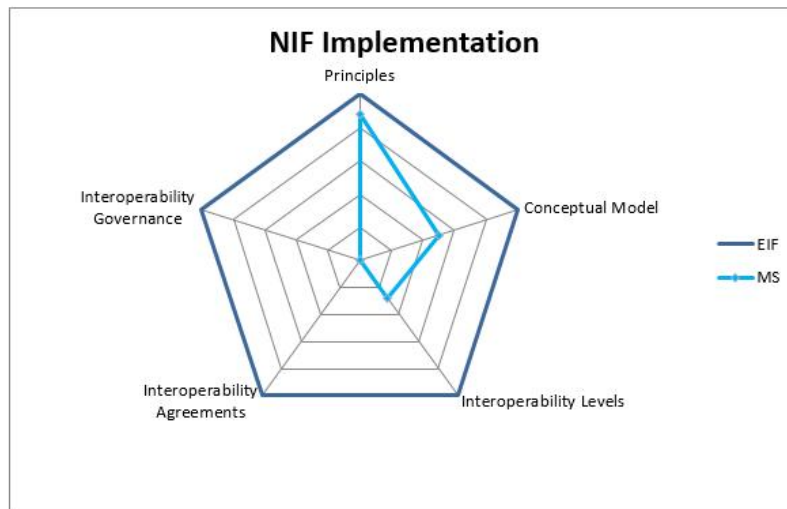 NIF Implementation
Principles
Interoperability
Governance
Conceptual Model
EIF
MS
Interoperability
Agreements
Interoperability Levels